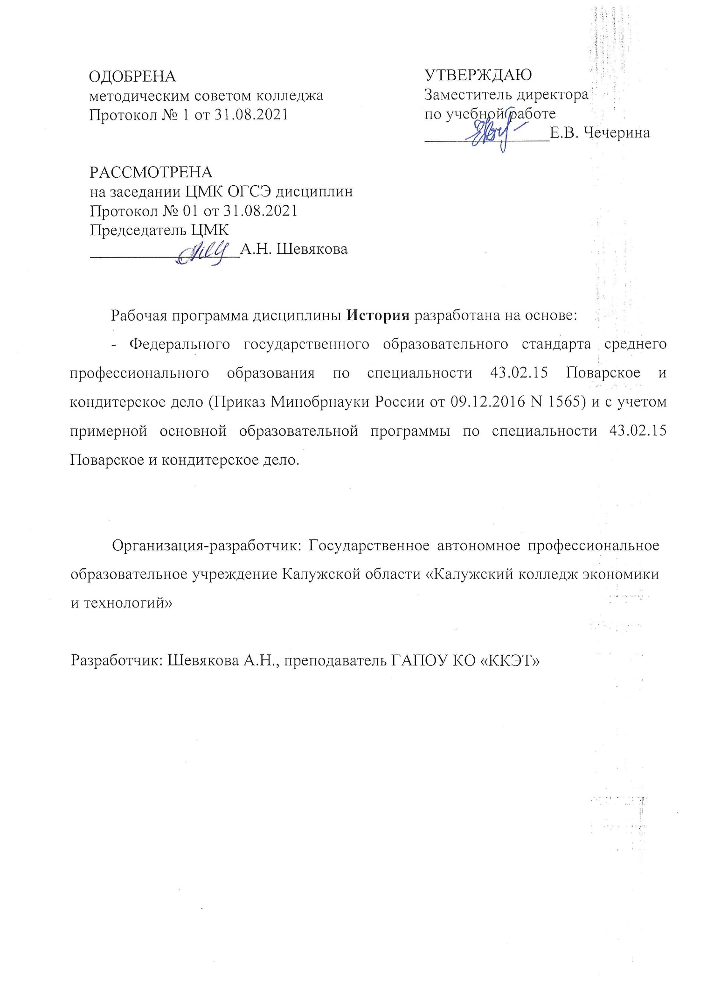 ОДОБРЕНА
методическим советом колледжа
Протокол № 1 от 31.08.2021
УТВЕРЖДАЮ
Заместитель директора
по учебной работе
Е.В. Чечерина
РАССМОТРЕНА
на заседании ЦМК ОГСЭ дисциплин
Протокол № 01 от 31.08.2021
Председатель ЦМК
А.Н. Шевякова
Рабочая программа дисциплины История разработана на основе:
- Федерального государственного образовательного стандарта среднего
профессионального образования по специальности 43.02.15 Поварское и
кондитерское дело (Приказ Минобрнауки России от 09.12.2016 N 1565) и с учетом
примерной основной образовательной программы по специальности 43.02.15
Поварское и кондитерское дело.
Организация-разработчик: Государственное автономное профессиональное
образовательное учреждение Калужской области «Калужский колледж экономики
и технологий»
Разработчик: Шевякова А.Н., преподаватель ГАПОУ КО «ККЭТ»